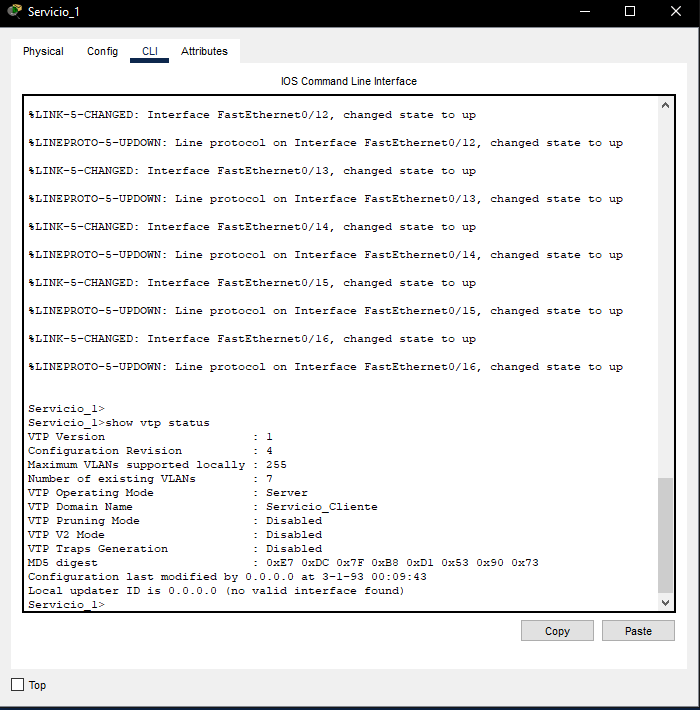 Servicio_1
Physical Config CLI Attributes
IOS Command Line Interface
%LINK-5-CHANGED: Interface FastEthernet0/12, changed state to up
%LINEPROTO-5-UPDOWN: Line protocol on Interface FastEthernet0/12, changed state to up
%LINK-5-CHANGED: Interface FastEthernet0/13, changed state to up
%LINEPROTO-5-UPDOWN: Line protocol on Interface FastEthernet0/13, changed state to up
%LINK-5-CHANGED: Interface FastEthernet0/14, changed state to up
%LINEPROTO-5-UPDOWN: Line protocol on Interface FastEthernet0/14, changed state to up
%LINK-5-CHANGED: Interface FastEthernet0/15, changed state to up
%LINEPROTO-5-UPDOWN: Line protocol on Interface FastEthernet0/15, changed state to up
%LINK-5-CHANGED: Interface FastEthernet0/16, changed state to up
%LINEPROTO-5-UPDOWN: Line protocol on Interface FastEthernet0/16, changed state to up
Servicio_1>
Servicio_1>show vtp status
VTP Version : 1
Configuration Revision : 4
Maximum VLANs supported locally : 255
Number of existing VLANs : 7
VTP Operating Mode : Server
VTP Domain Name : Servicio_Cliente
VTP Pruning Mode : Disabled
VTP V2 Mode : Disabled
VTP Traps Generation : Disabled
MD5 digest : 0xE7 0xDC 0x7F 0xB8 0xD1 0x53 0x90 0x73
Configuration last modified by 0.0.0.0 at 3-1-93 00:09:43
Local updater ID is 0.0.0.0 (no valid interface found)
Servicio_1>
Copy Paste
Top